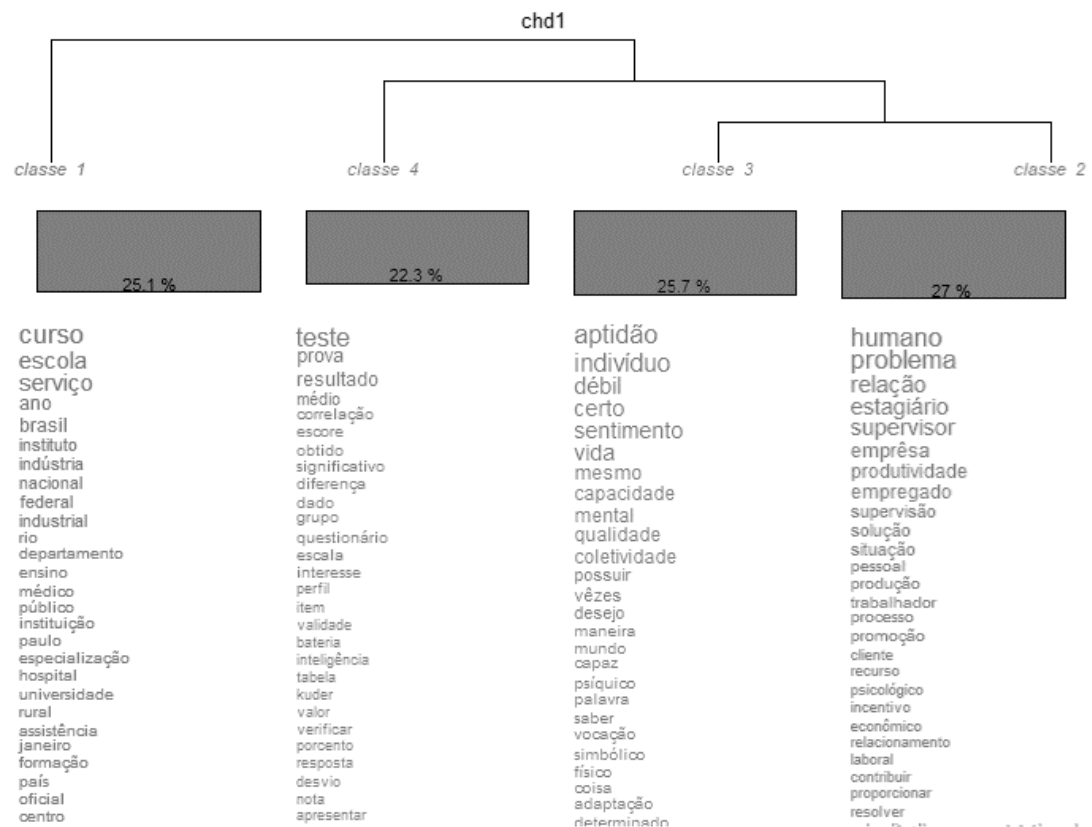 chd1
classe 1
classe 4
classe 3
classe 2
25.1 %
22.3 %
25.7 %
27 %
curso
escola
serviço
ano
brasil
instituto
indústria
nacional
federal
industrial
rio
departamento
ensino
médico
público
instituição
paulo
especialização
hospital
universidade
rural
assistência
janeiro
formação
país
oficial
centro
teste
prova
resultado
médio
correlação
escore
obtido
significativo
diferença
dado
grupo
questionário
escala
interesse
perfil
item
validade
bateria
inteligência
tabela
kuder
valor
verificar
porcento
resposta
desvio
nota
apresentar
aptidão
indivíduo
débil
certo
sentimento
vida
mesmo
capacidade
mental
qualidade
coletividade
possuir
vêzes
desejo
maneira
mundo
capaz
psíquico
palavra
saber
vocação
simbólico
físico
coisa
adaptação
determinado
humano
problema
relação
estagiário
supervisor
emprêsa
produtividade
empregado
supervisão
solução
situação
pessoal
produção
trabalhador
processo
promoção
cliente
recurso
psicológico
incentivo
econômico
relacionamento
laboral
contribuir
proporcionar
resolver